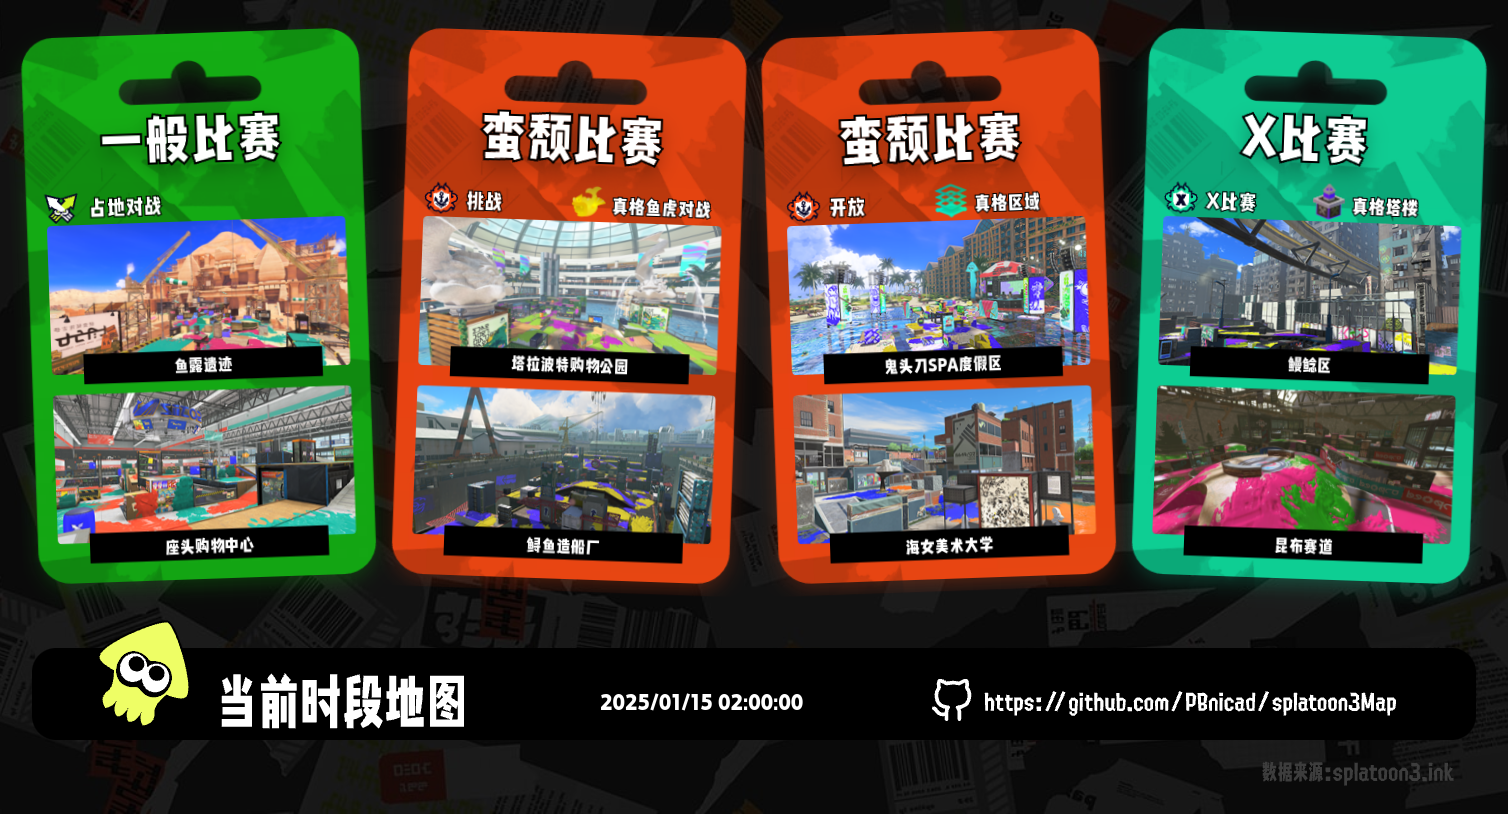 一般比赛
占地对战
鱼露遗迹
座头购物中心
蛮颓比赛
挑战
真格鱼虎对战
塔拉波特购物公园
鲟鱼造船厂
蛮颓比赛
开放
真格区域
鬼头刀SPA度假区
海女美术大学
X比赛
X比赛
真格塔楼
鳗鲶区
昆布赛道
当前时段地图
2025/01/15 02:00:00
https://github.com/PBnicad/splatoon3Map
数据来源:splatoon3.ink